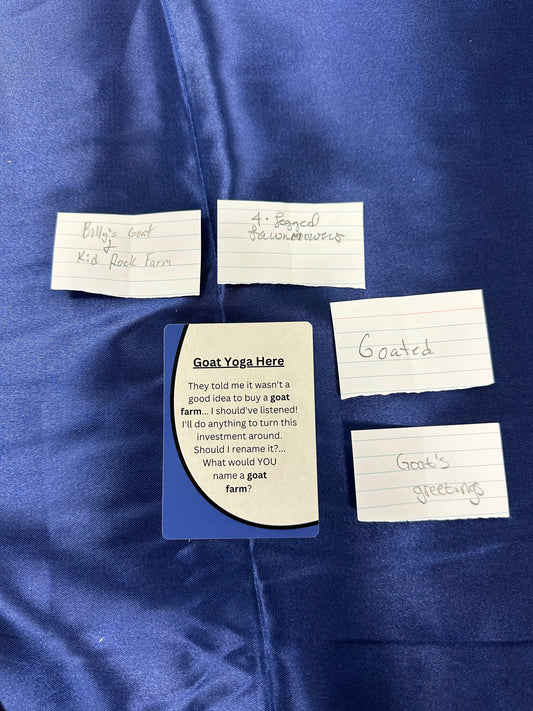 Billy's Goat
&
Kid Rock Farm
4-legged
Lawnmowers
Goated
Goat's
greetings
Goat Yoga Here
They told me it wasn't a
good idea to buy a goat
farm... I should've listened!
I'll do anything to turn this
investment around.
Should I rename it?...
What would YOU
name a goat
farm?